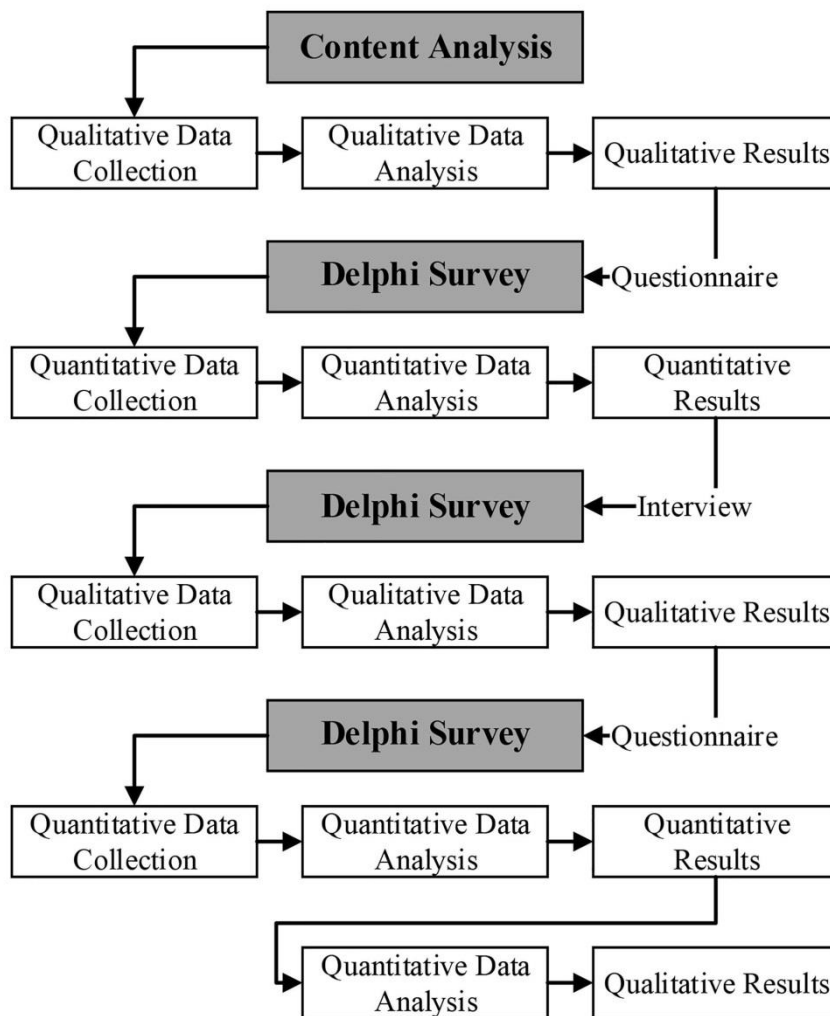 Content Analysis
Qualitative Data
Collection
Qualitative Data
Analysis
Qualitative Results
Delphi Survey
Questionnaire
Quantitative Data
Collection
Quantitative Data
Analysis
Quantitative
Results
Delphi Survey
Interview
Qualitative Data
Collection
Qualitative Data
Analysis
Qualitative Results
Delphi Survey
Questionnaire
Quantitative Data
Collection
Quantitative Data
Analysis
Quantitative
Results
Quantitative Data
Analysis
Qualitative Results